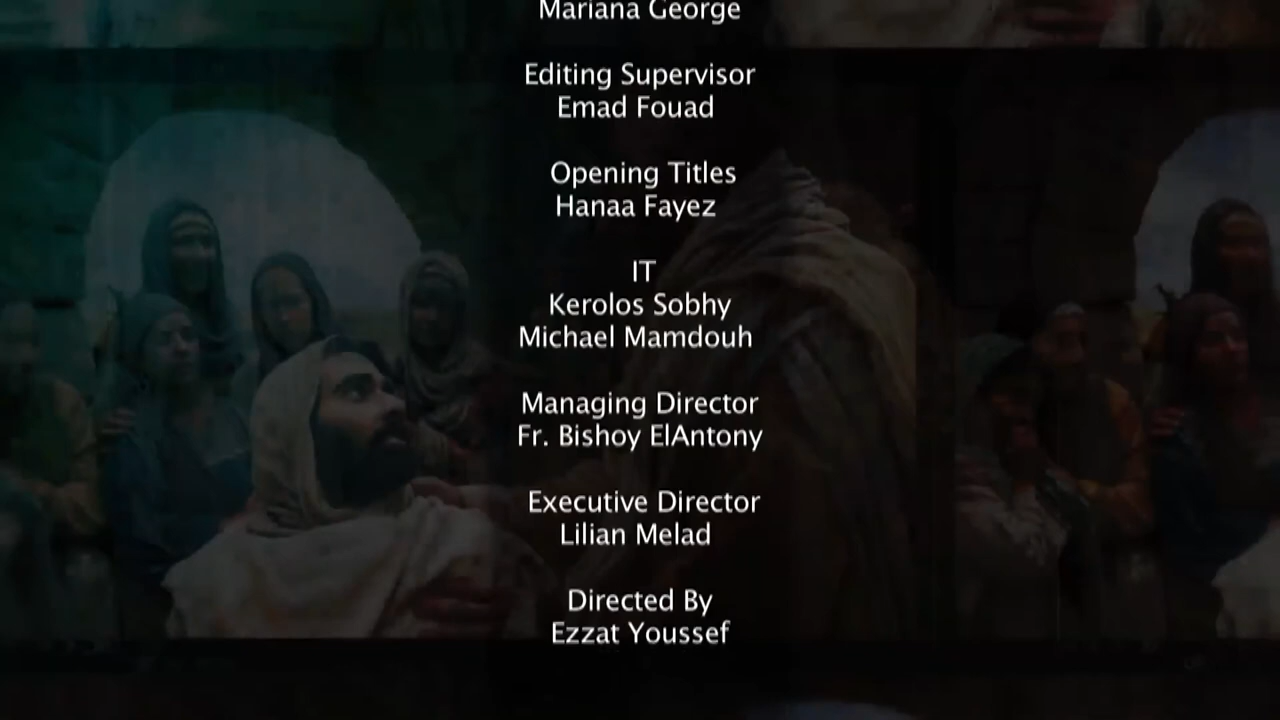 Mariana George
Editing Supervisor
Emad Fouad
Opening Titles
Hanaa Fayez
IT
Kerolos Sobhy
Michael Mamdouh
Managing Director
Fr. Bishoy ElAntony
Executive Director
Lilian Melad
Directed By
Ezzat Youssef